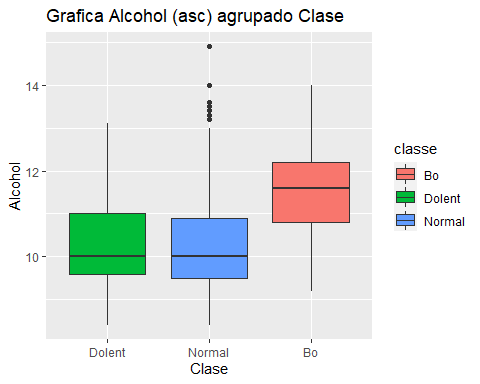 Grafica Alcohol (asc) agrupado Clase
Alcohol
14
12
10
Dolent Normal Bo
Clase
classe
Bo
Dolent
Normal